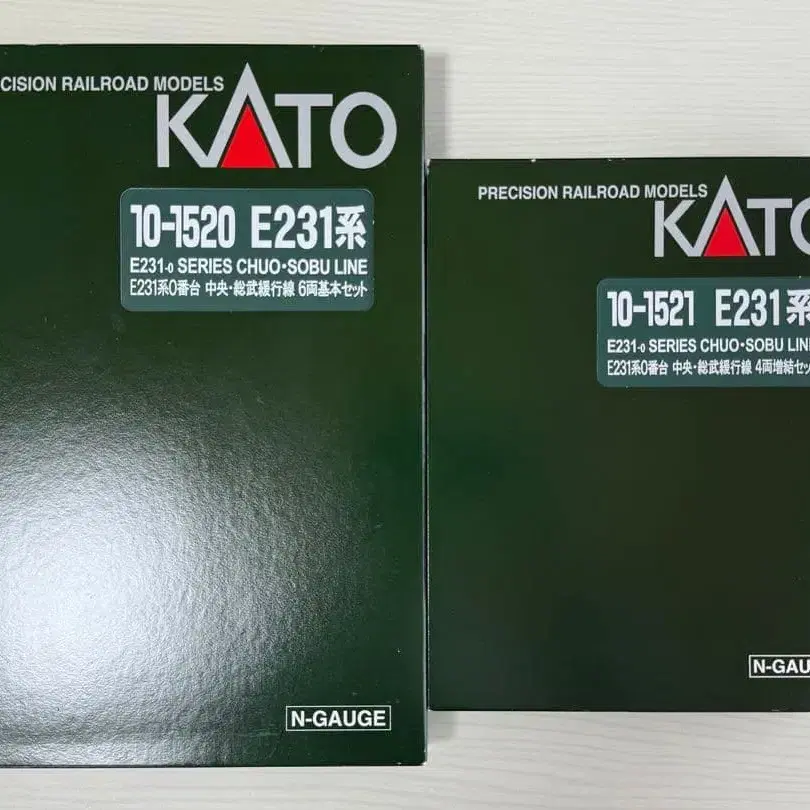 CISION RAILROAD MODELS
KATO
10-1520 E231系
E231-0 SERIES CHUO•SOBU LINE
E231系0番台 中央・総武緩行線 6両基本セット
N-GAUGE
PRECISION RAILROAD MODELS
KATO
10-1521 E231系
E231-0 SERIES CHUO•SOBU LINE
E231系0番台 中央・総武緩行線 4両増結セッ
N-GAU